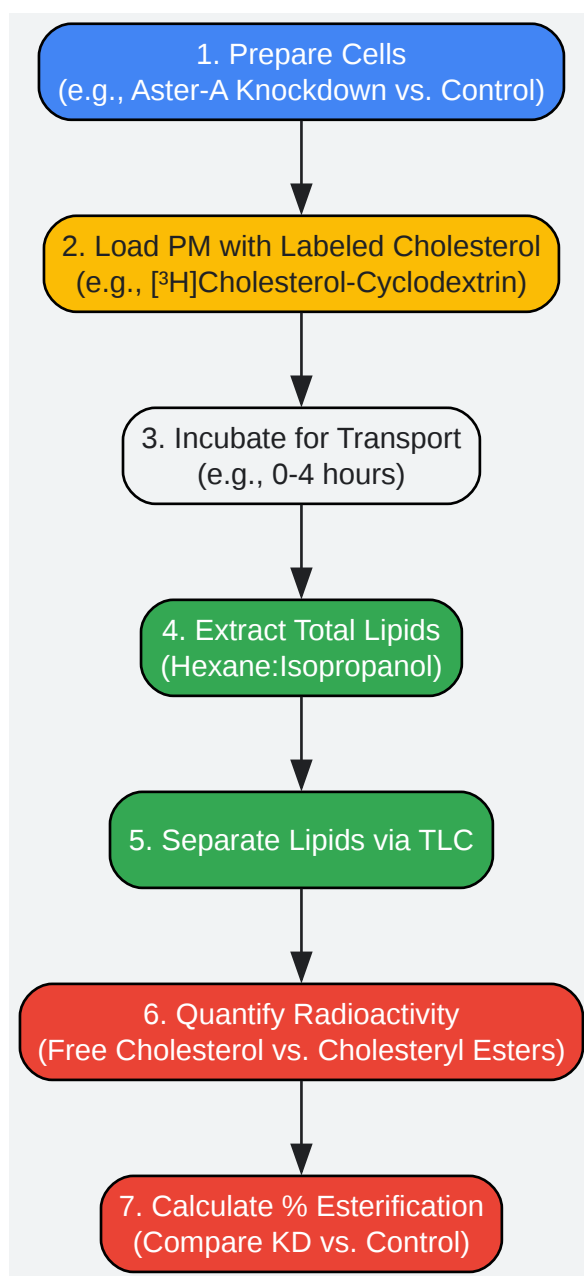 1. Prepare Cells
(e.g., Aster-A Knockdown vs. Control)
2. Load PM with Labeled Cholesterol
(e.g., [³H]Cholesterol-Cyclodextrin)
3. Incubate for Transport
(e.g., 0-4 hours)
4. Extract Total Lipids
(Hexane:Isopropanol)
5. Separate Lipids via TLC
6. Quantify Radioactivity
(Free Cholesterol vs. Cholesteryl Esters)
7. Calculate % Esterification
(Compare KD vs. Control)